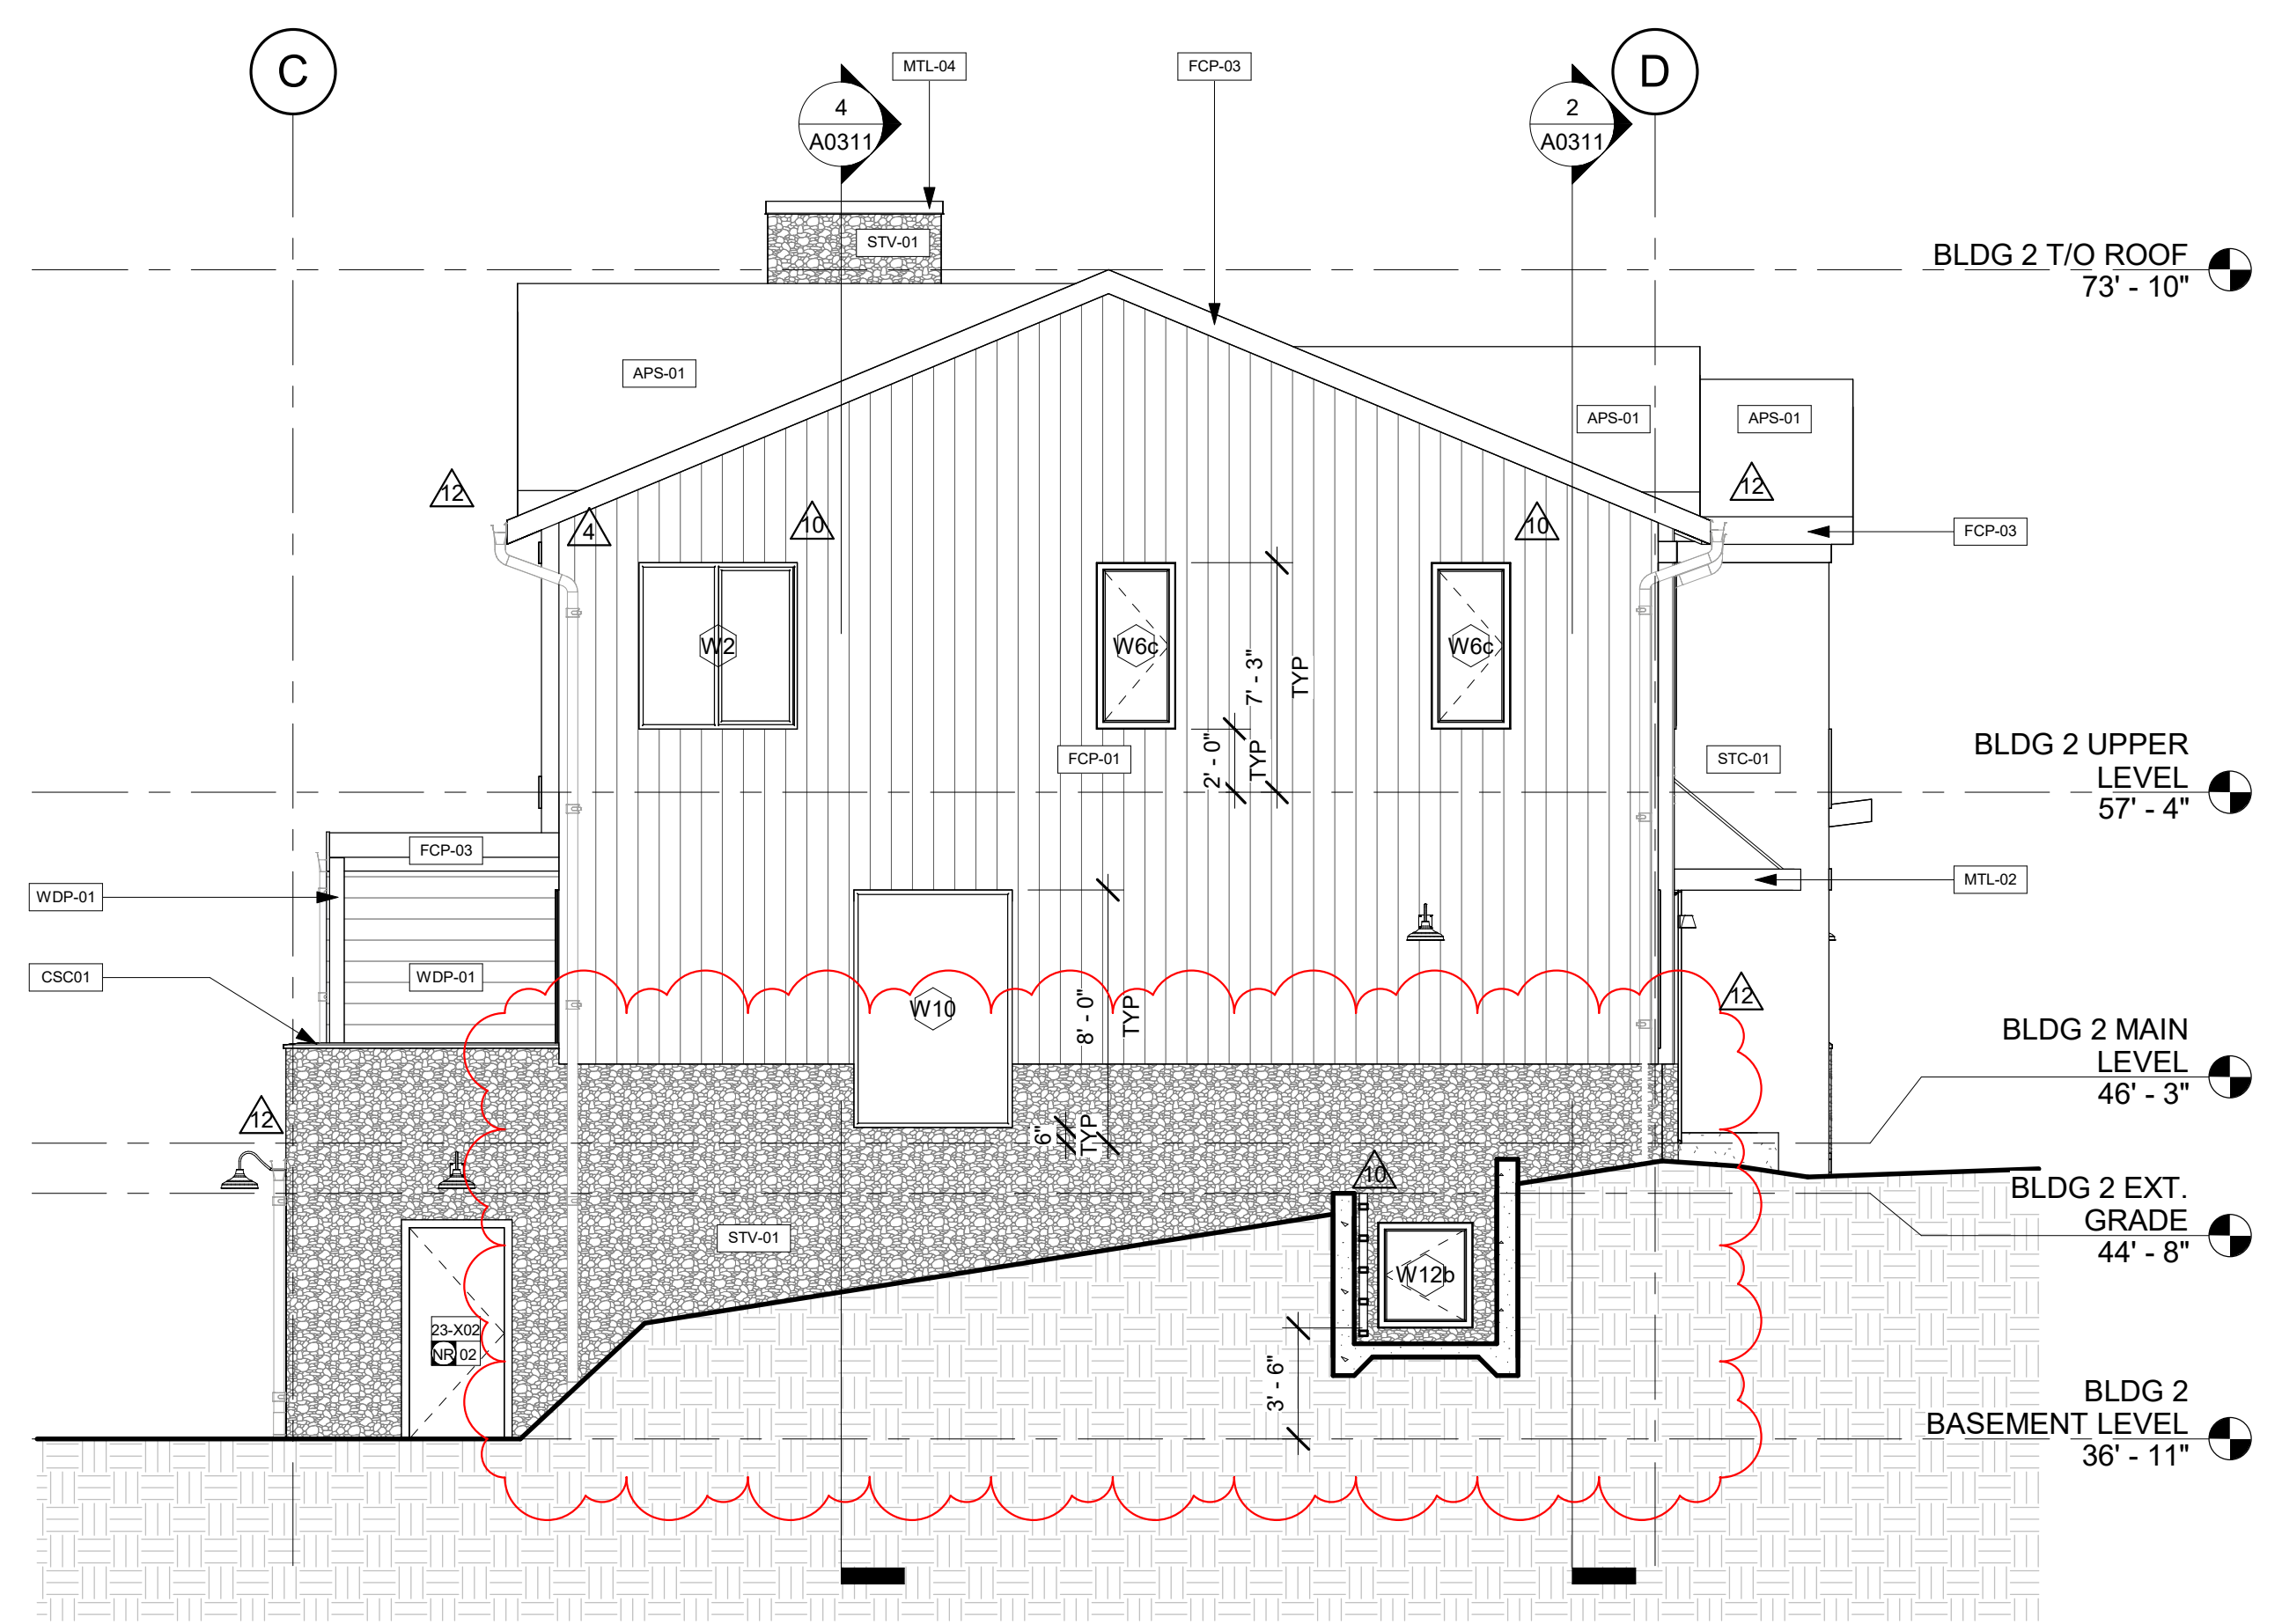 C
D
MTL-04
FCP-03
4
A0311
2
A0311
STV-01
BLDG 2 T/O ROOF
73' - 10"
APS-01
APS-01
APS-01
12
4
10
10
12
FCP-03
W2
W6c
W6c
7' - 3"
TYP
2' - 0"
TYP
FCP-01
STC-01
BLDG 2 UPPER
LEVEL
57' - 4"
FCP-03
WDP-01
MTL-02
CSC01
WDP-01
W10
8' - 0"
TYP
12
BLDG 2 MAIN
LEVEL
46' - 3"
12
6"
TYP
10
BLDG 2 EXT.
GRADE
44' - 8"
STV-01
W12b
23-X02
NR 02
3' - 6"
BLDG 2
BASEMENT LEVEL
36' - 11"